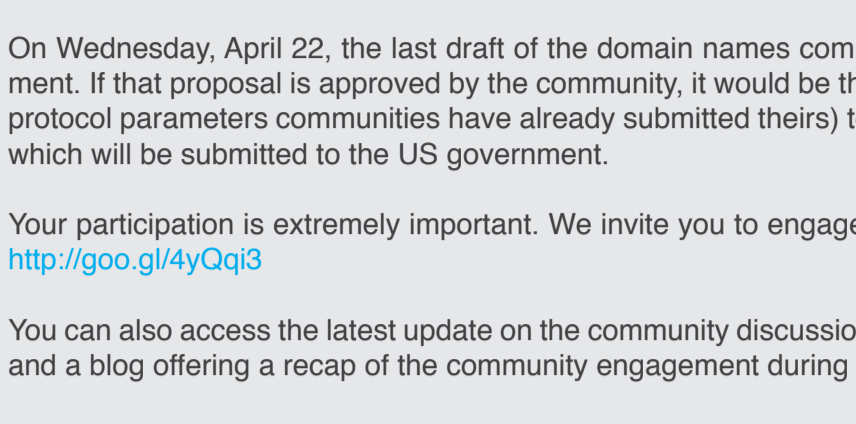 On Wednesday, April 22, the last draft of the domain names com
ment. If that proposal is approved by the community, it would be th
protocol parameters communities have already submitted theirs) t
which will be submitted to the US government.
Your participation is extremely important. We invite you to engage
http://goo.gl/4yQqi3
You can also access the latest update on the community discussio
and a blog offering a recap of the community engagement during